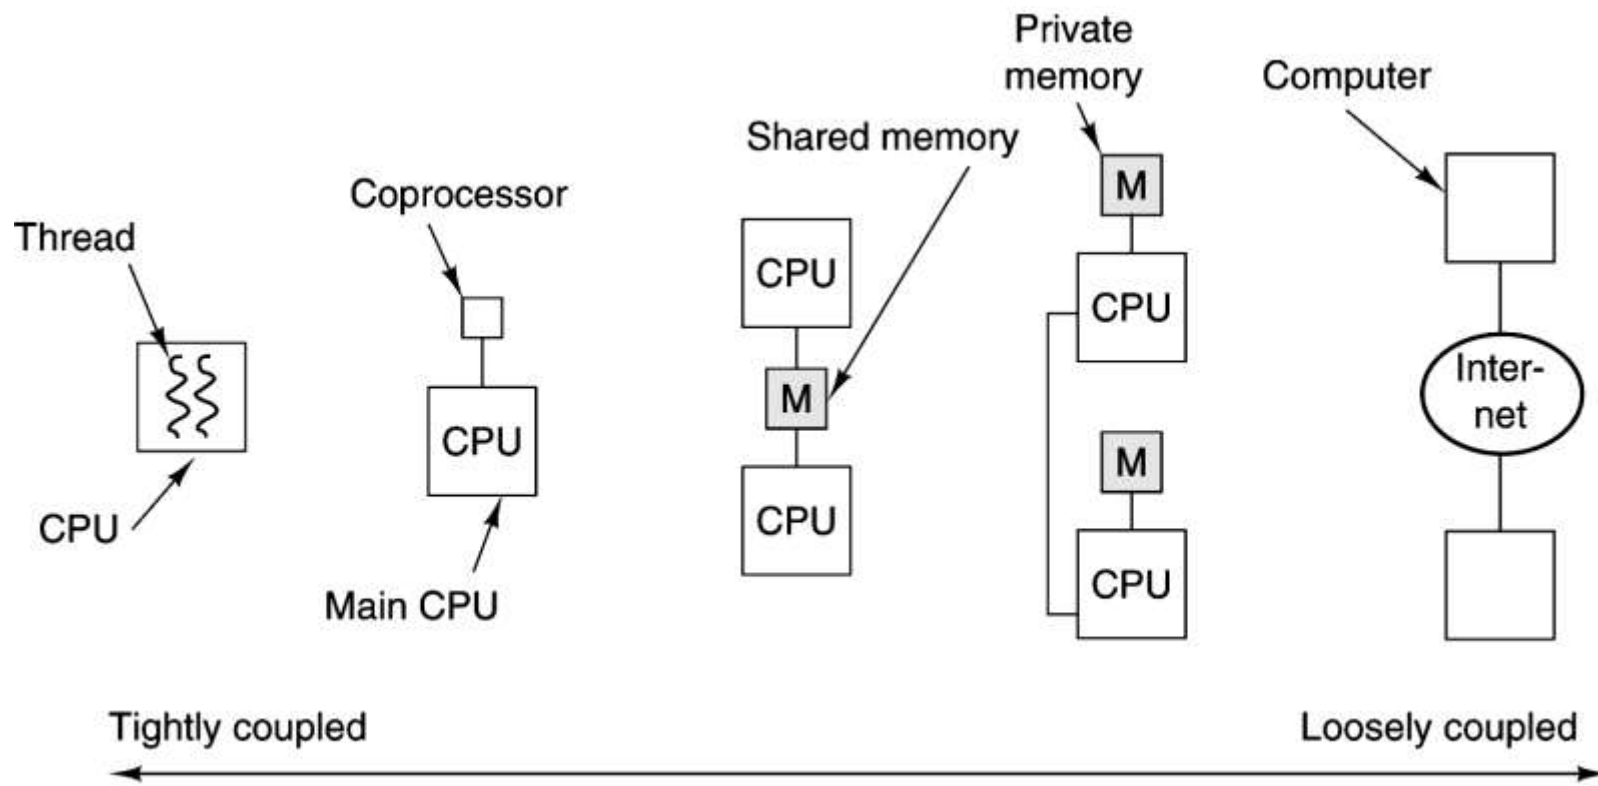 Thread
CPU
Coprocessor
CPU
Main CPU
Shared memory
CPU
M
CPU
Private
memory
M
CPU
M
CPU
Computer
Inter-
net
Tightly coupled
Loosely coupled